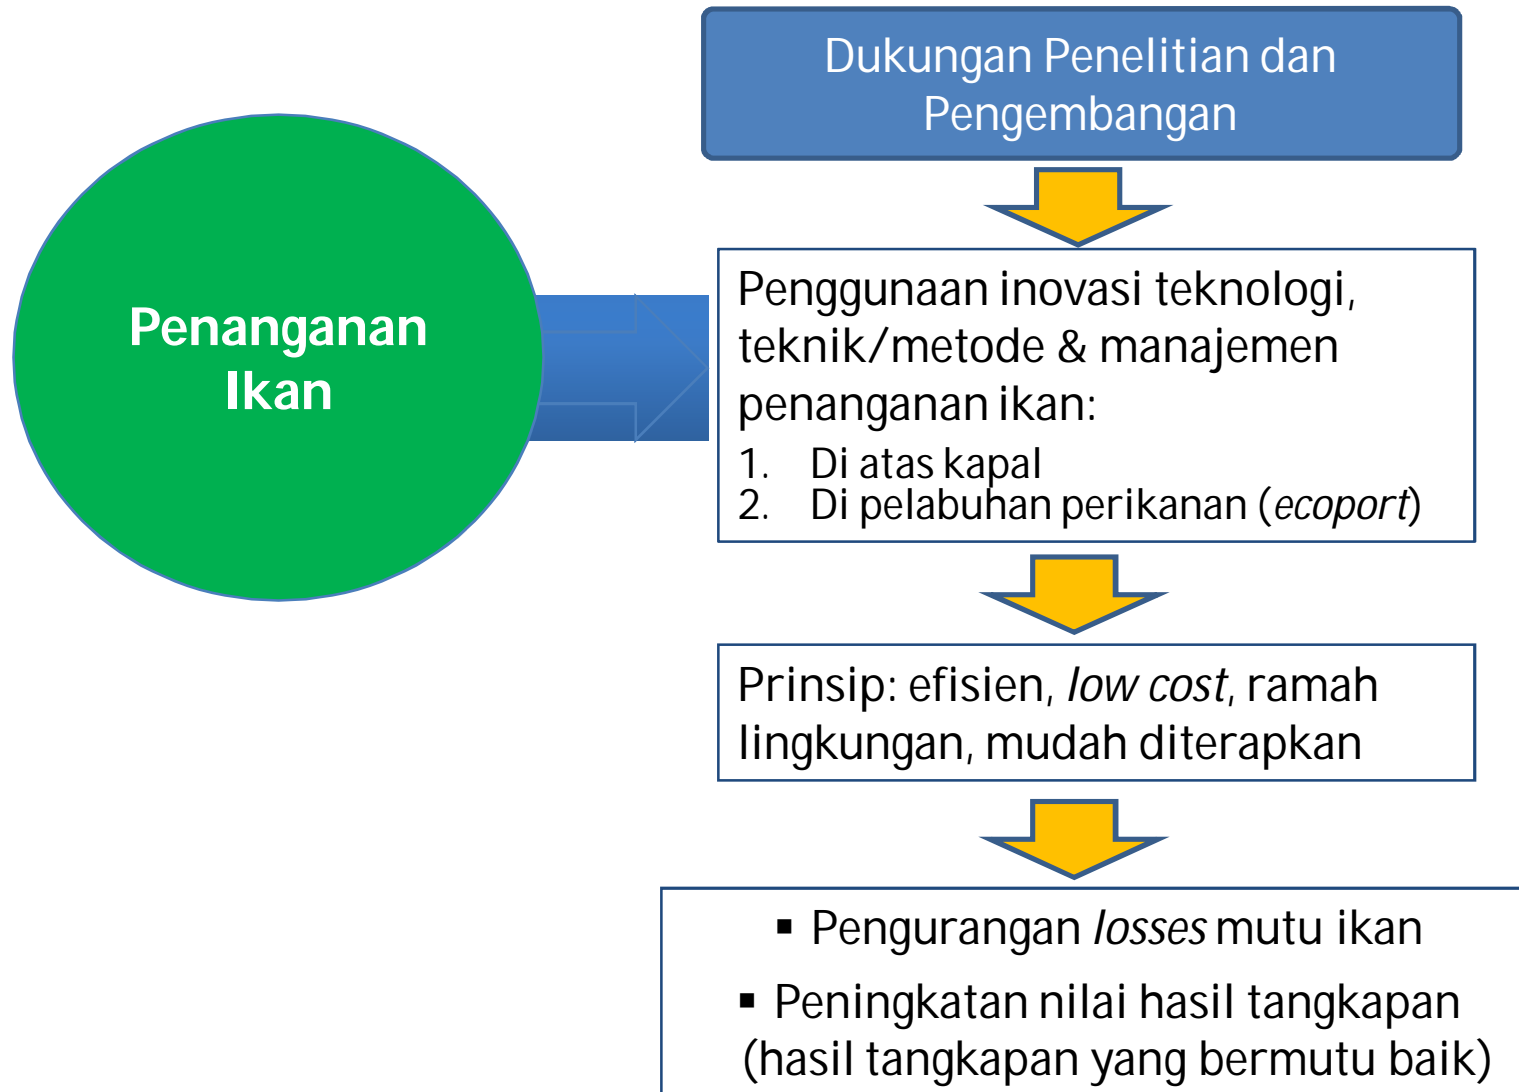 Dukungan Penelitian dan
Pengembangan
Penanganan
Ikan
Penggunaan inovasi teknologi,
teknik/metode & manajemen
penanganan ikan:
1. Di atas kapal
2. Di pelabuhan perikanan (ecoport)
Prinsip: efisien, low cost, ramah
lingkungan, mudah diterapkan
▪ Pengurangan losses mutu ikan
▪ Peningkatan nilai hasil tangkapan
(hasil tangkapan yang bermutu baik)